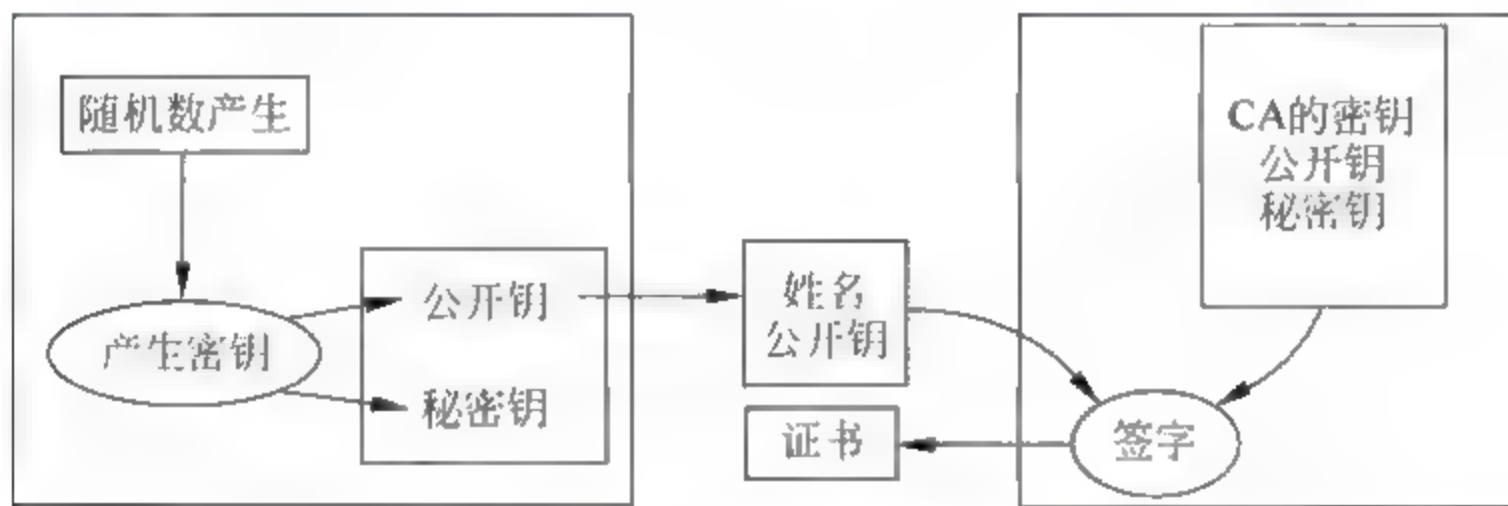 随机数产生
产生密钥
公开钥
秘密钥
姓名
公开钥
证书
CA的密钥
公开钥
秘密钥
签字